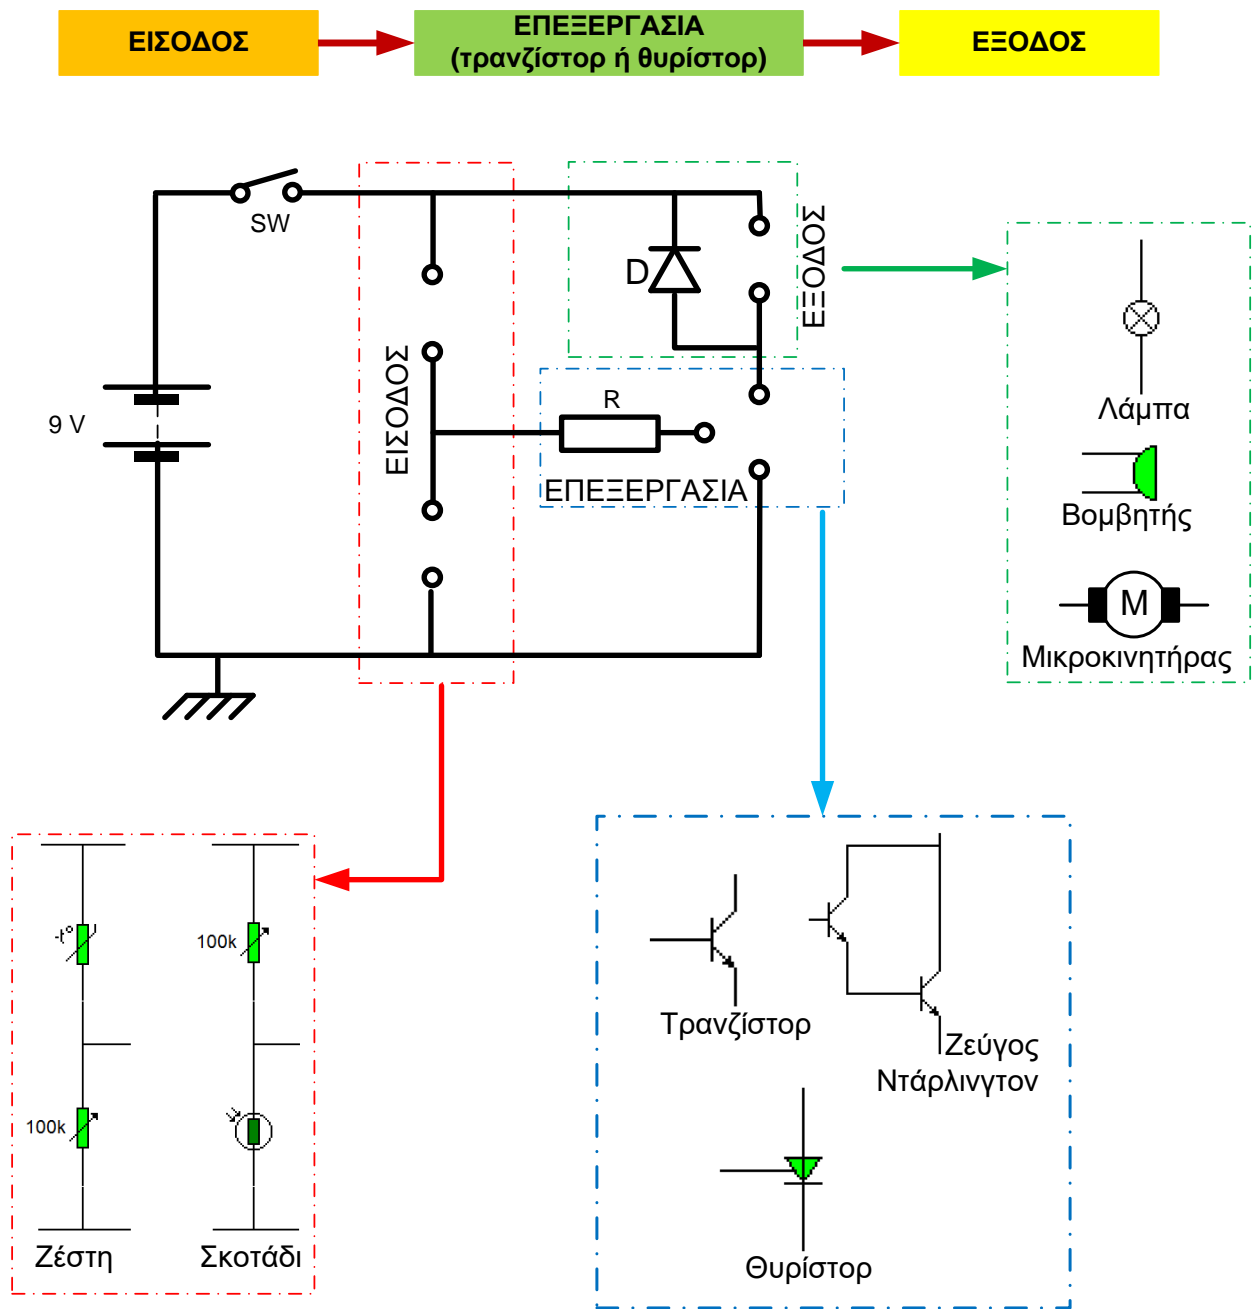 ΕΙΣΟΔΟΣ
ΕΠΕΞΕΡΓΑΣΙΑ
(τρανζίστορ ή θυρίστορ)
ΕΞΟΔΟΣ
SW
D
ΕΞΟΔΟΣ
ΕΙΣΟΔΟΣ
9 V
R
ΕΠΕΞΕΡΓΑΣΙΑ
Λάμπα
Βομβητής
M
Μικροκινητήρας
-t°
100k
100k
Ζέστη
Σκοτάδι
Τρανζίστορ
Ζεύγος
Ντάρλινγτον
Θυρίστορ